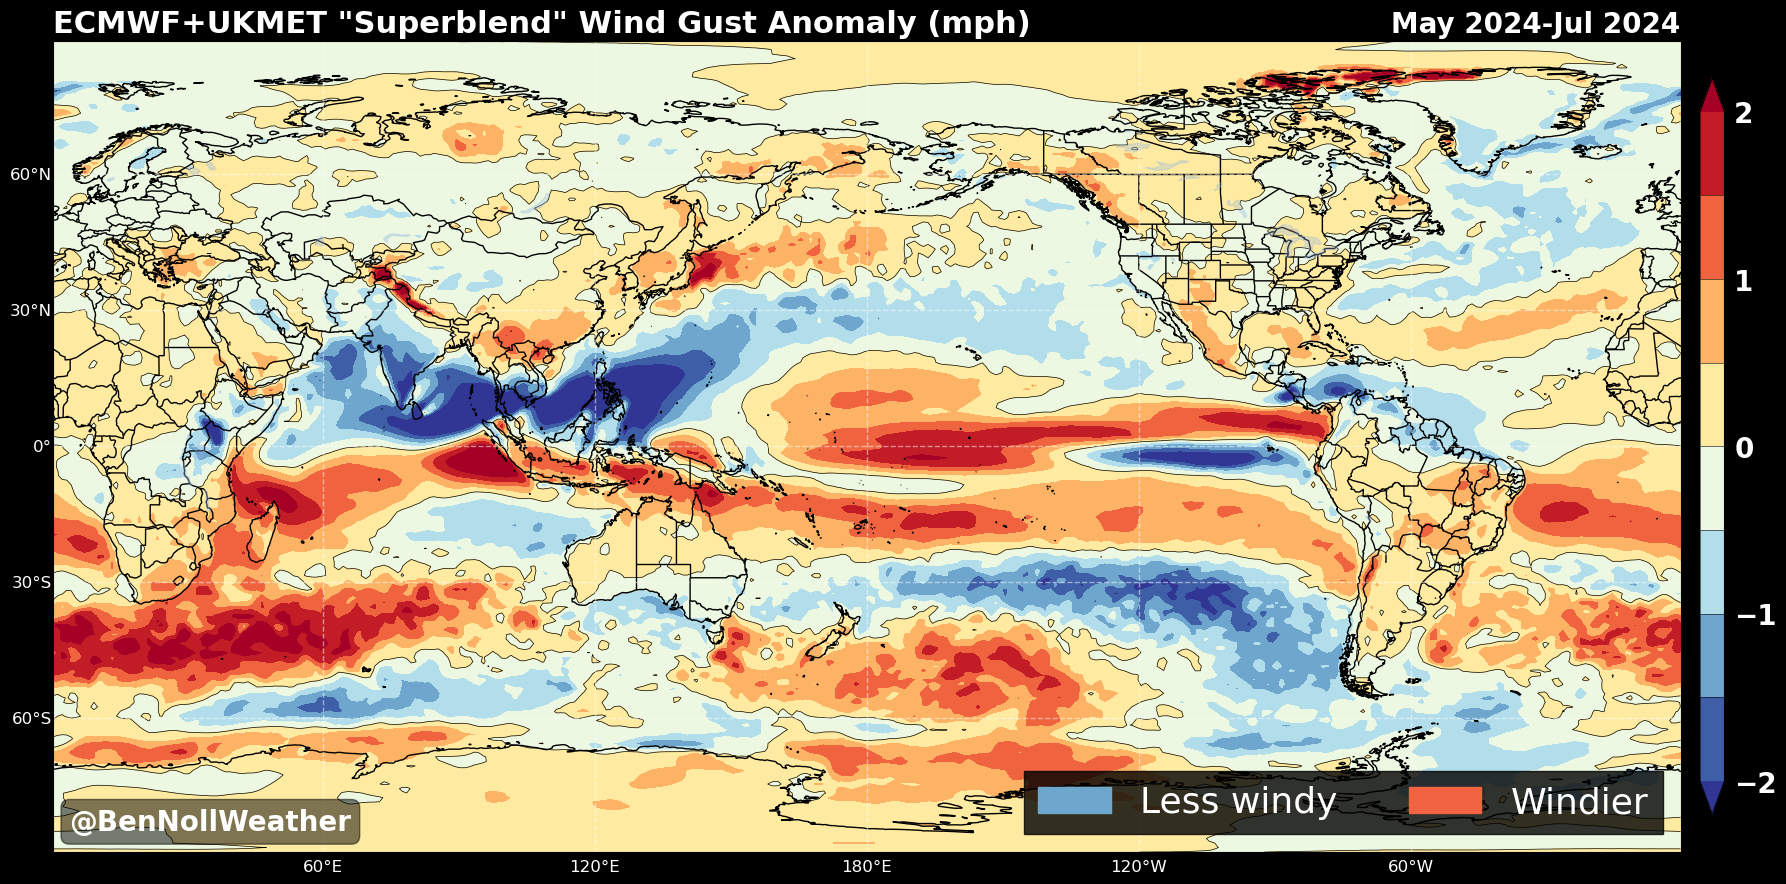 ECMWF+UKMET "Superblend" Wind Gust Anomaly (mph) May 2024-Jul 2024
2
60°N
1
30°N
0° 0
30°S
−1
60°S
−2
Less windy Windier
@BenNollWeather
60°E 120°E 180°E 120°W 60°W